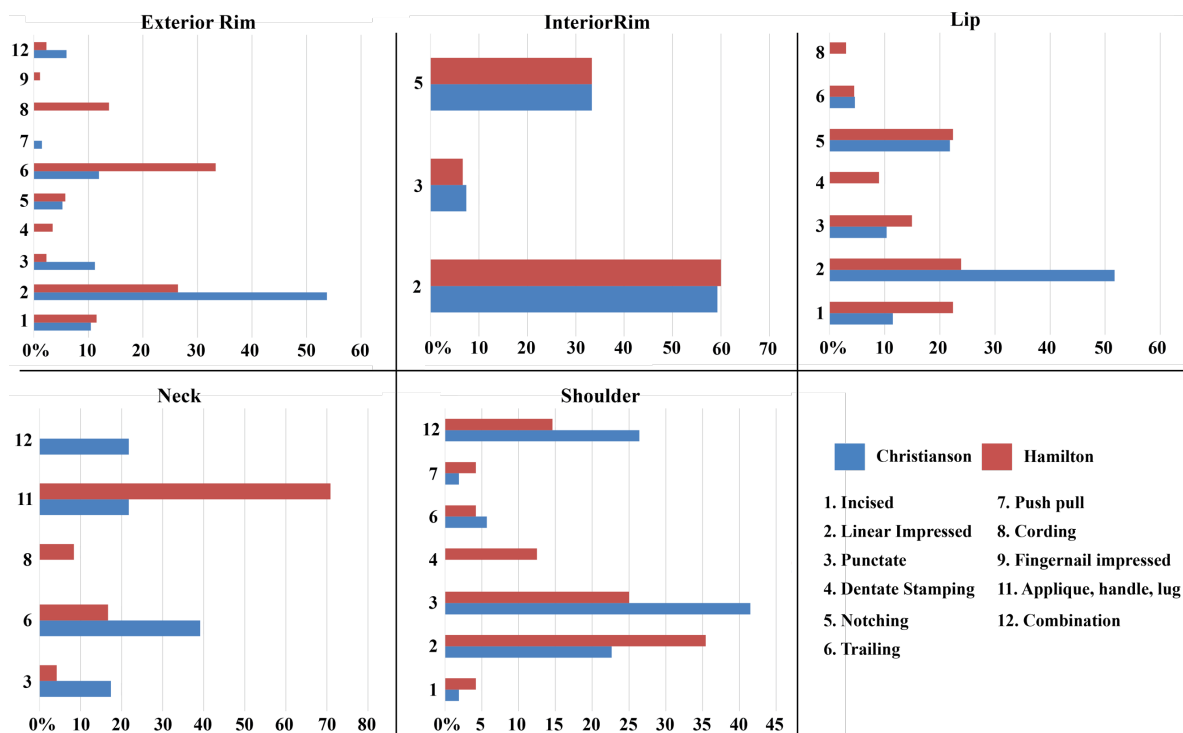 Exterior Rim
12
9
8
7
6
5
4
3
2
1
0% 10 20 30 40 50 60
InteriorRim
5
3
2
0% 10 20 30 40 50 60 70
Lip
8
6
5
4
3
2
1
0% 10 20 30 40 50 60
Neck
12
11
8
6
3
0% 10 20 30 40 50 60 70 80
Shoulder
12
7
6
4
3
2
1
0% 5 10 15 20 25 30 35 40 45
Christianson Hamilton
1. Incised
2. Linear Impressed
3. Punctate
4. Dentate Stamping
5. Notching
6. Trailing
7. Push pull
8. Cording
9. Fingernail impressed
11. Applique, handle, lug
12. Combination